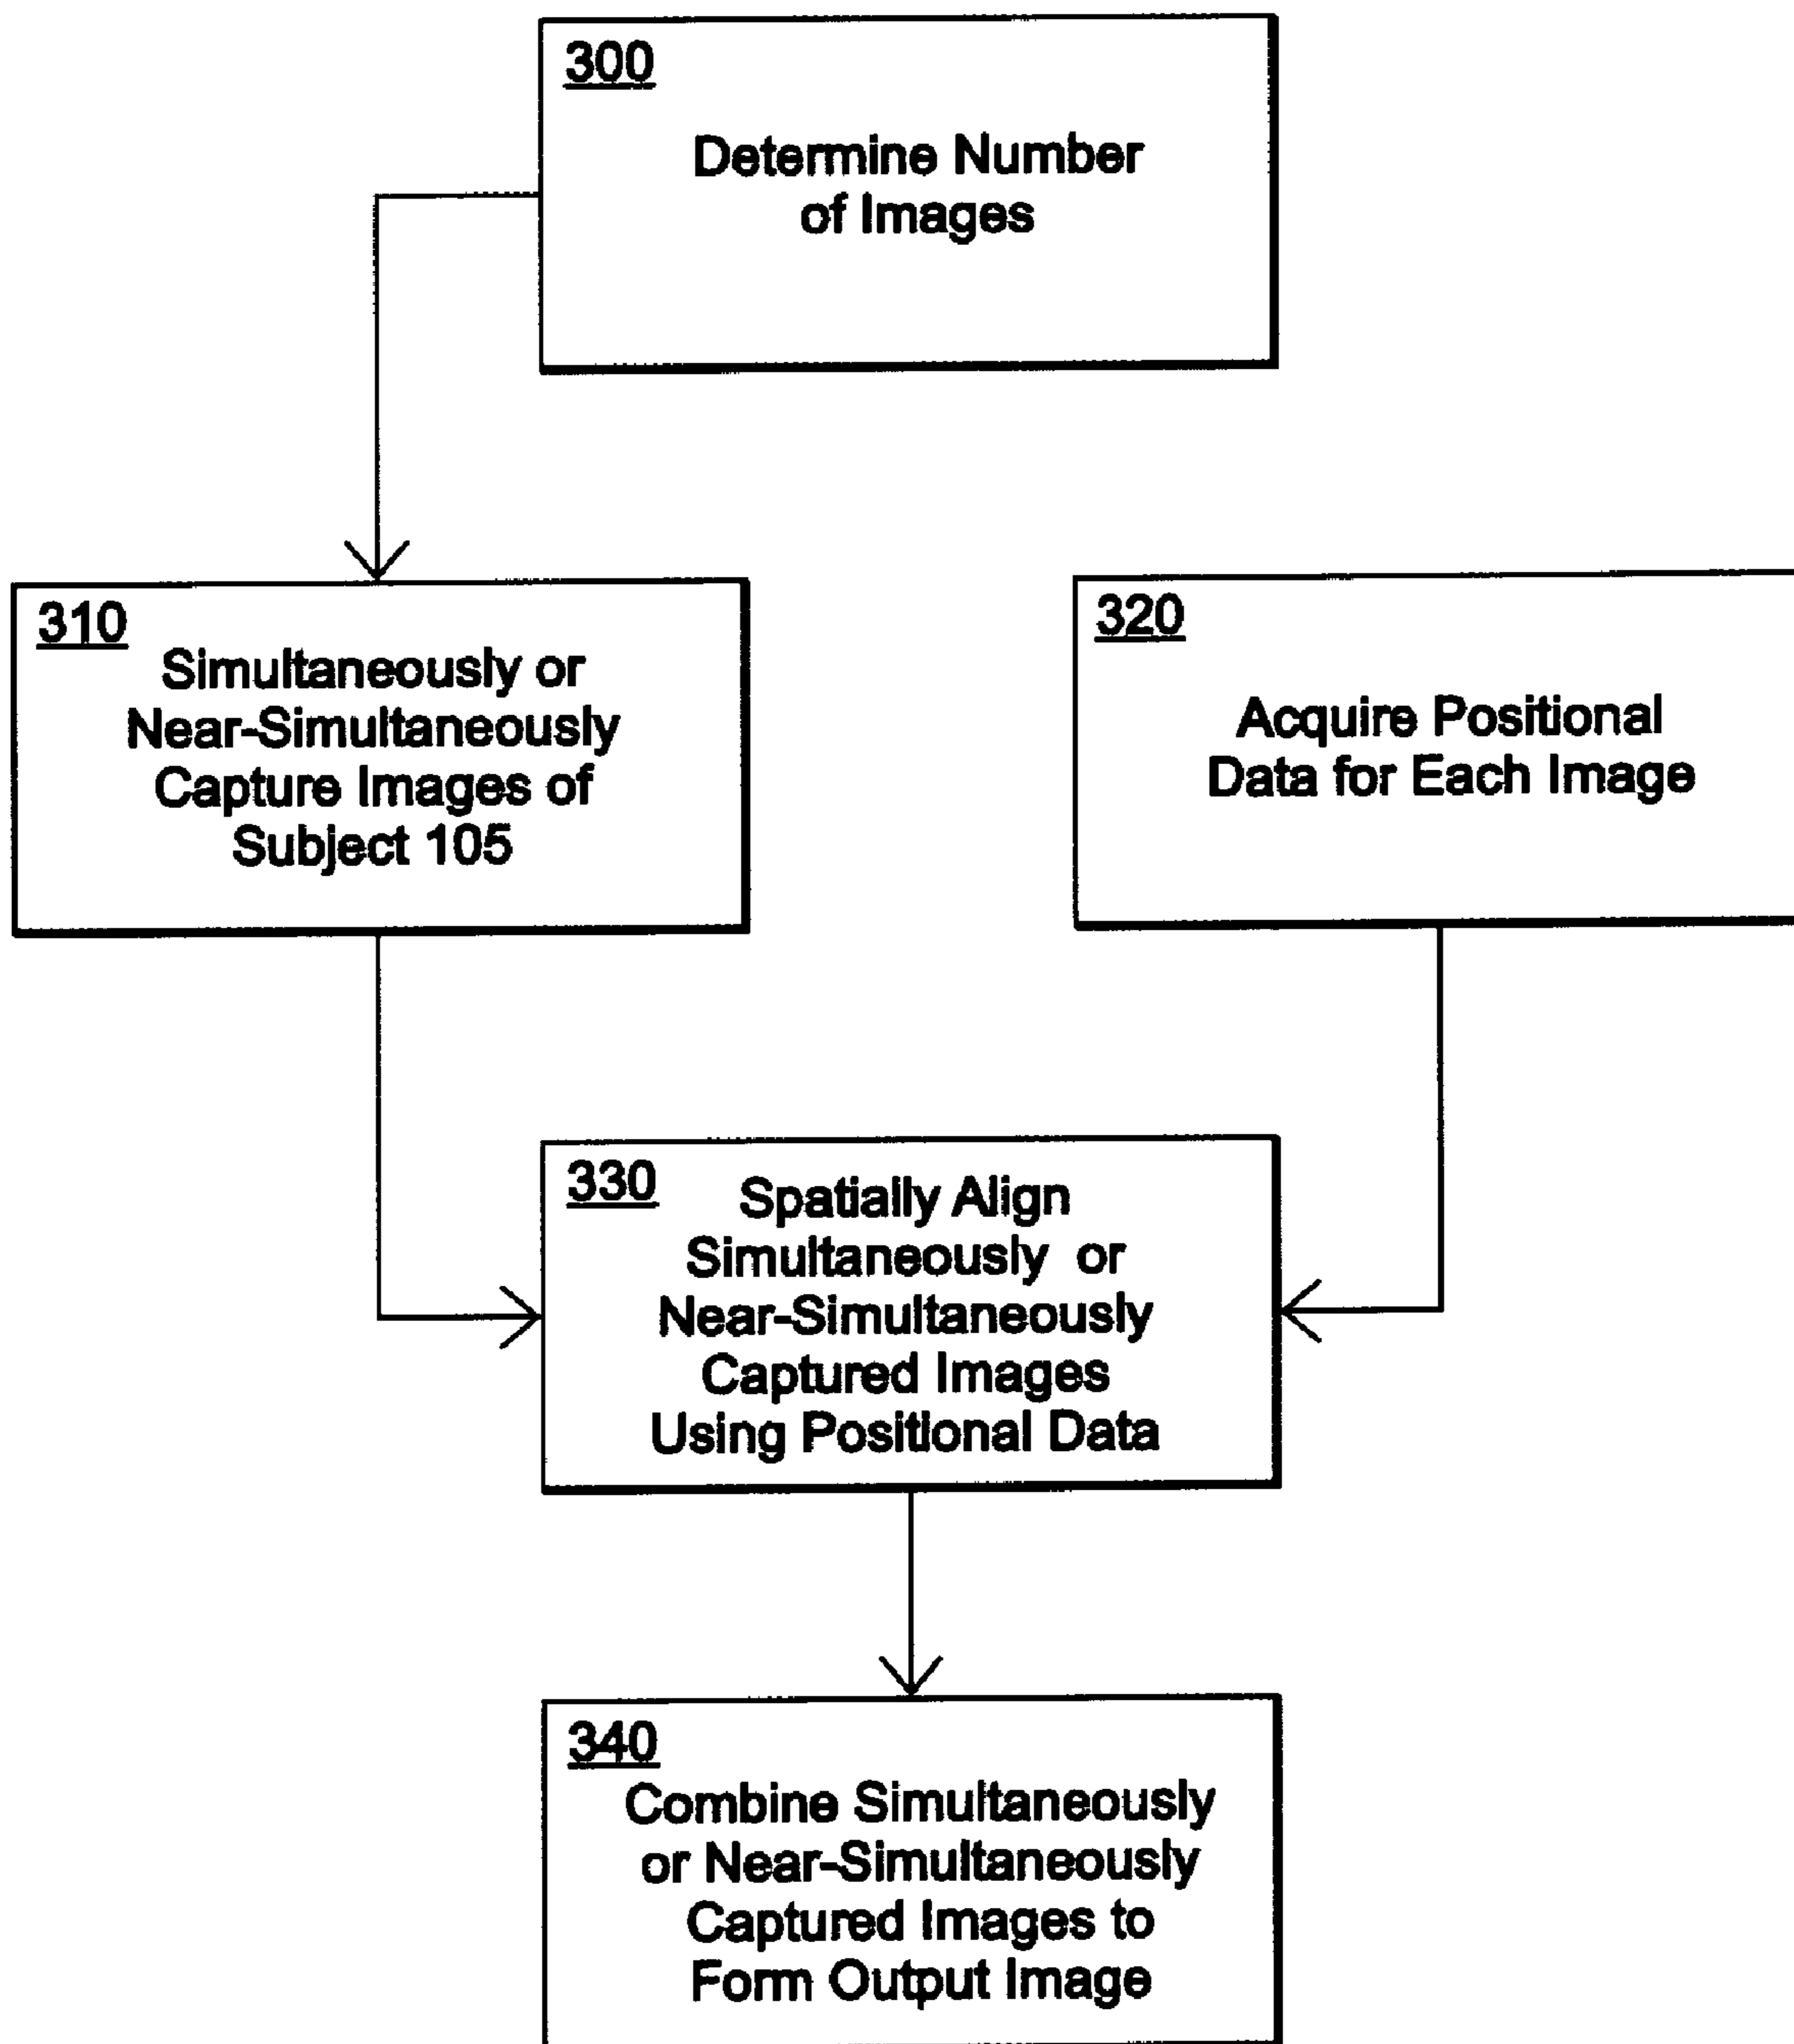 300
Determine Number
of Images
310
Simultaneously or
Near-Simultaneously
Capture Images of
Subject 105
320
Acquire Positional
Data for Each Image
330
Spatially Align
Simultaneously or
Near-Simultaneously
Captured Images
Using Positional Data
340
Combine Simultaneously
or Near-Simultaneously
Captured Images to
Form Output Image